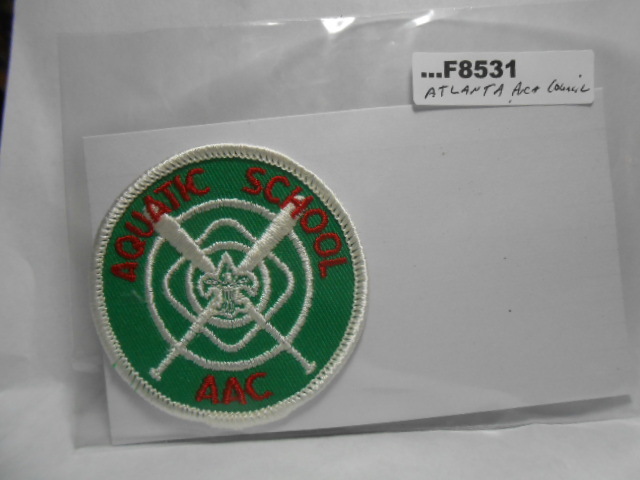 ...F8531
ATLANTA Area Council
AQUATIC SCHOOL
AAC